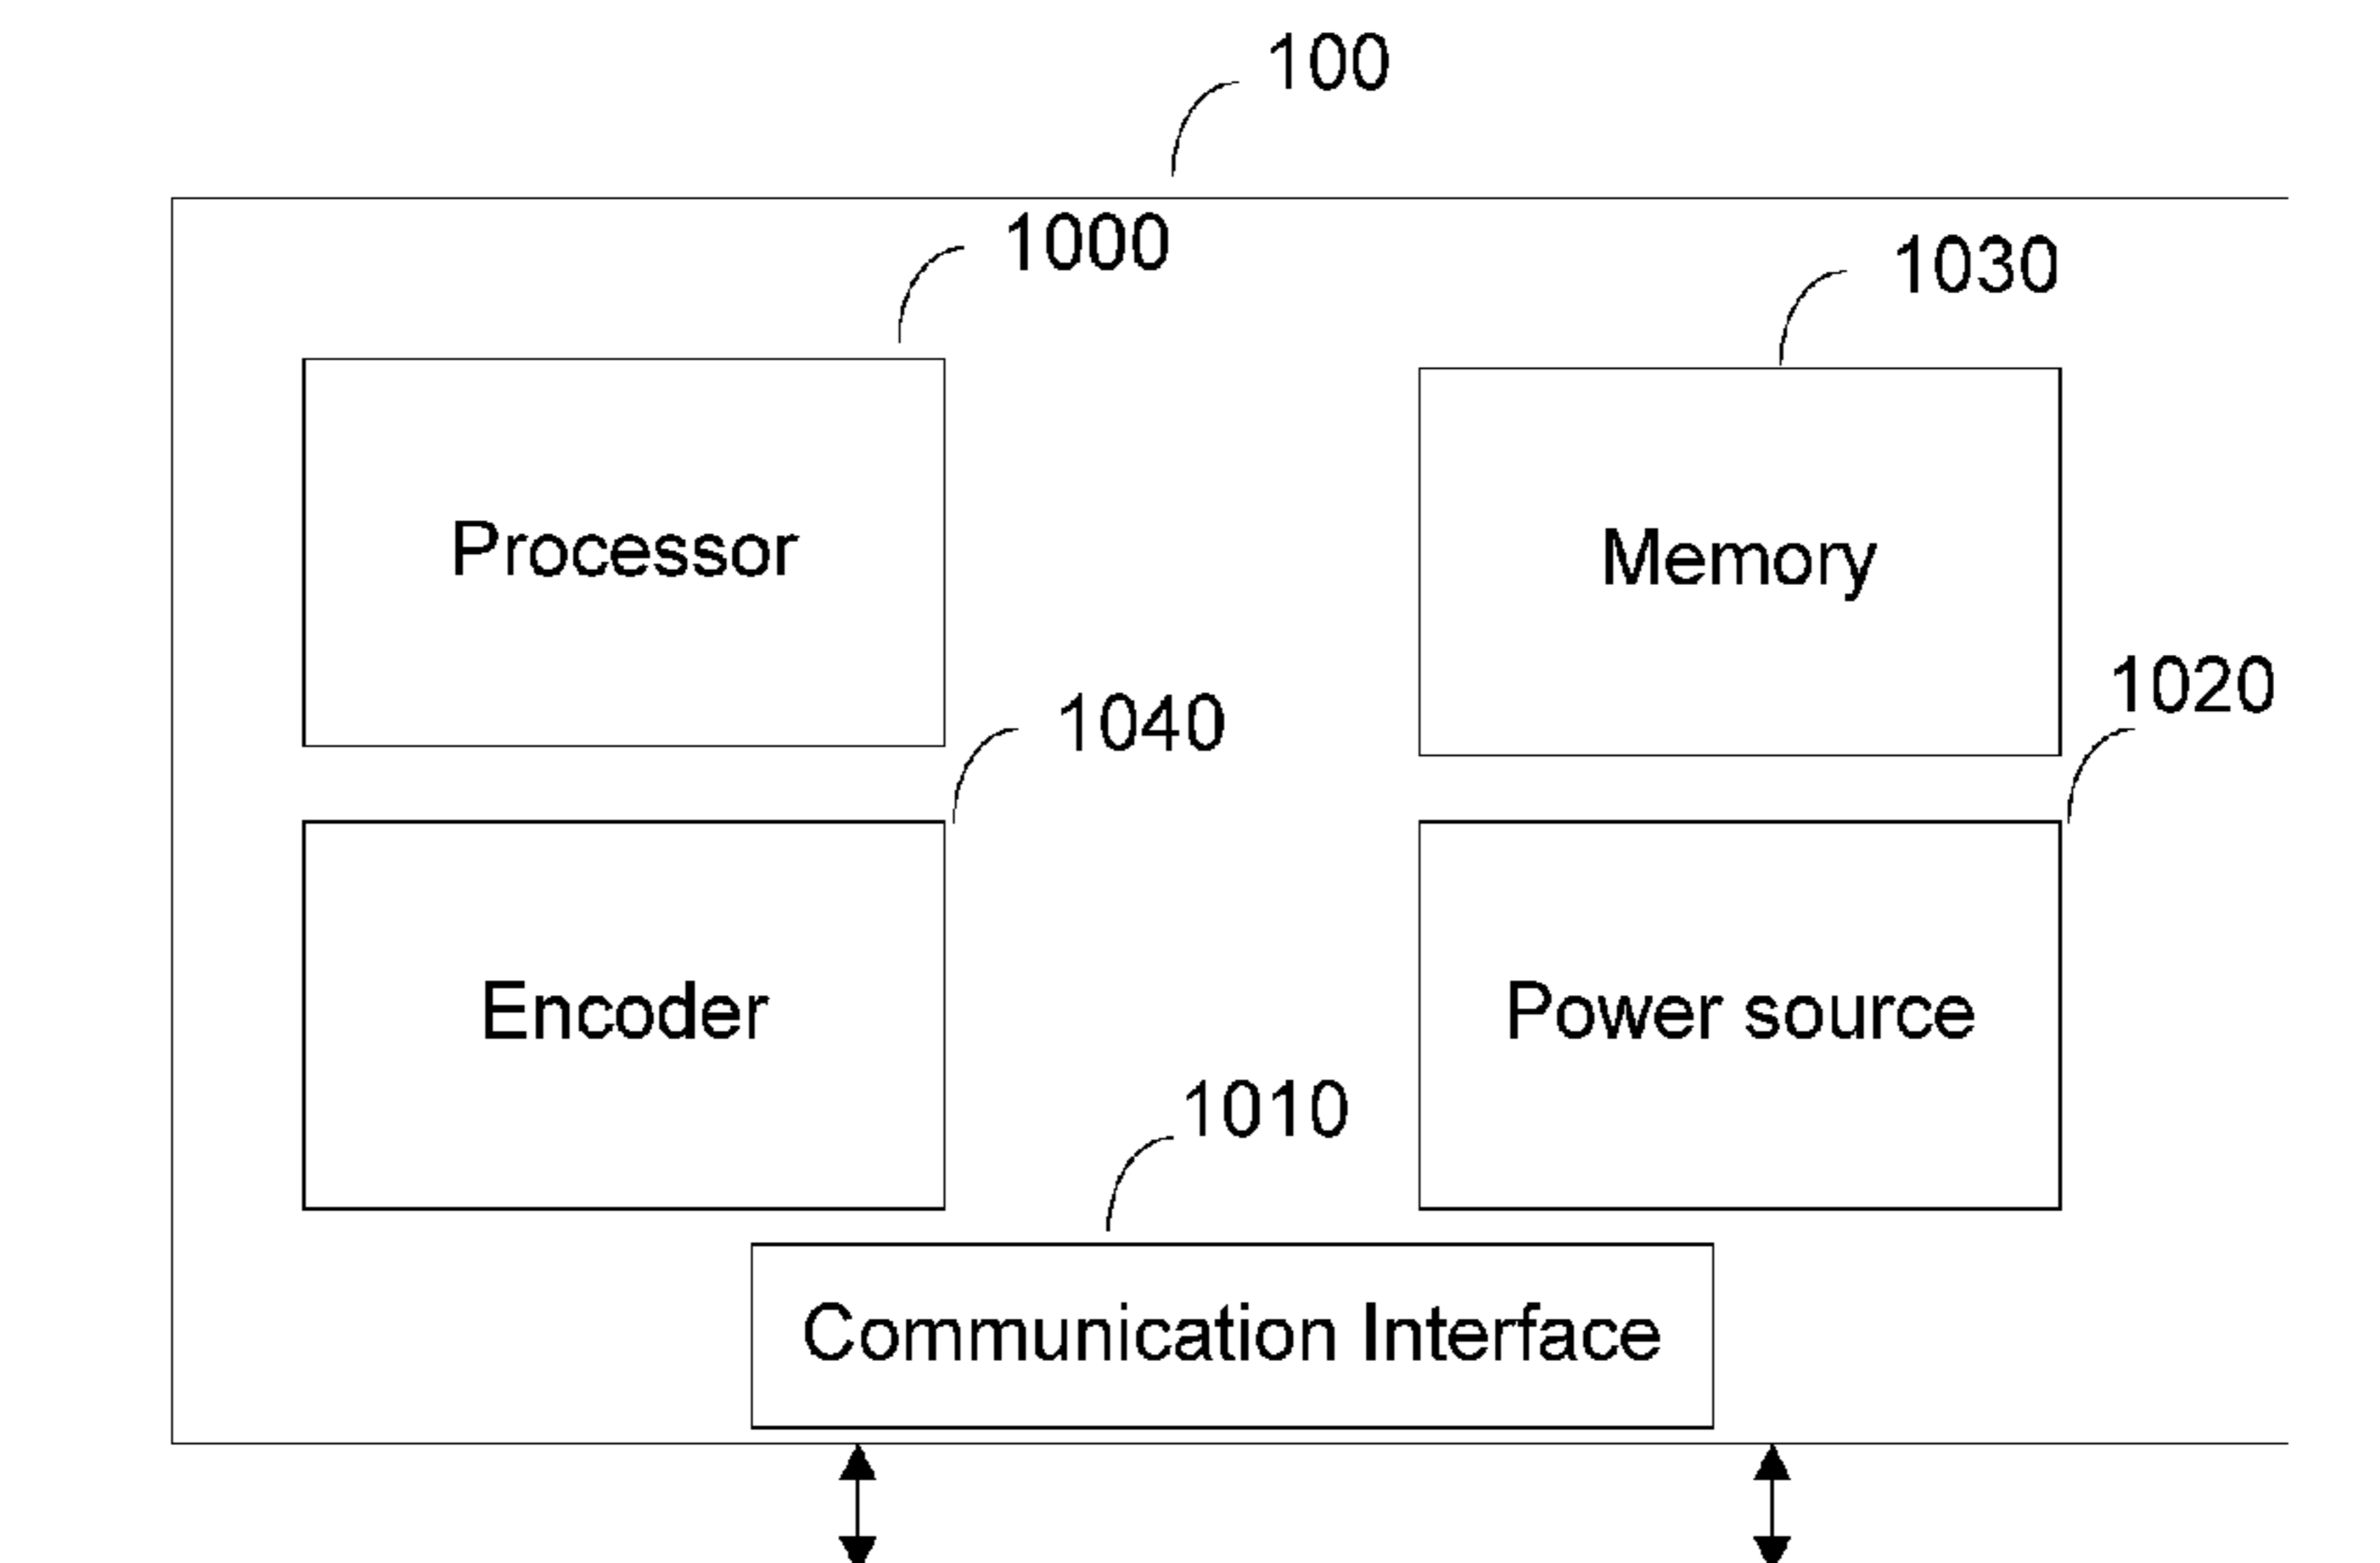 100
1000
1030
Processor
Memory
1040
1020
Encoder
Power source
1010
Communication Interface